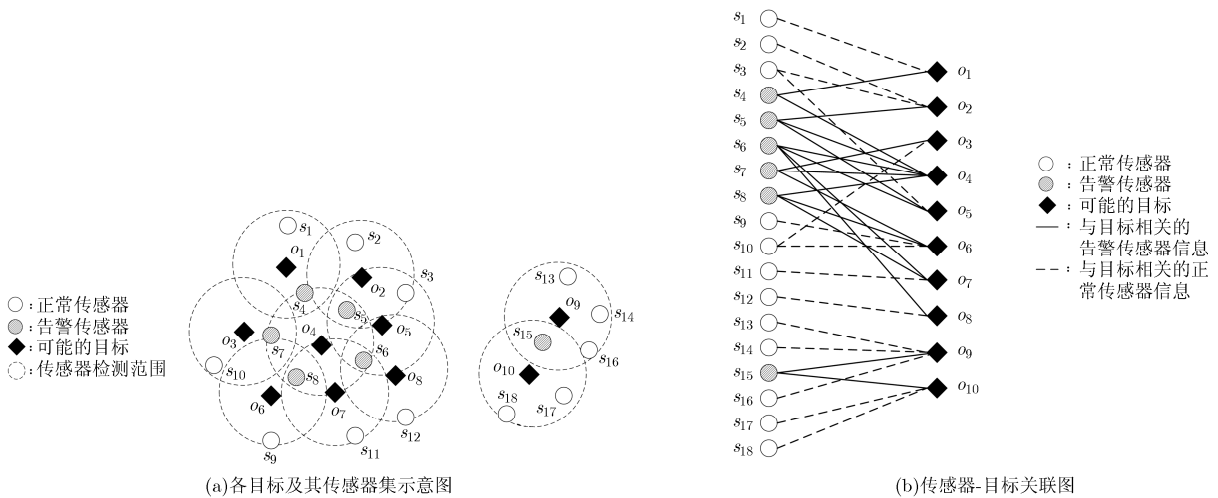 s₁
s₂
s₃
o₁
o₂
s₄
s₅
o₃
s₇
o₄
o₅
s₆
s₁₀
s₈
o₈
o₆
o₇
s₁₂
s₉
s₁₁
s₁₃
o₉
s₁₄
s₁₅
s₁₆
o₁₀
s₁₈
s₁₇
○:正常传感器
:告警传感器
◆:可能的目标
:传感器检测范围
(a)各目标及其传感器集示意图
s₁
s₂
s₃
s₄
s₅
s₆
s₇
s₈
s₉
s₁₀
s₁₁
s₁₂
s₁₃
s₁₄
s₁₅
s₁₆
s₁₇
s₁₈
o₁
o₂
o₃
o₄
o₅
o₆
o₇
o₈
o₉
o₁₀
○:正常传感器
:告警传感器
◆:可能的目标
—:与目标相关的
告警传感器信息
--:与目标相关的正
常传感器信息
(b)传感器-目标关联图